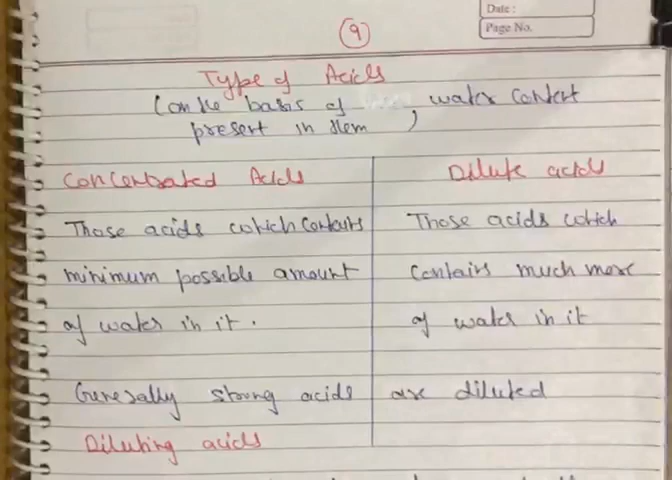 Date :
Page No.
9
Type of Acids
(on the basis of water content
present in them )
Concentrated Acids
Dilute acids
Those acids which contains
minimum possible amount
of water in it .
Those acids which
contains much more
of water in it
Generally strong acids are diluted
Diluting acids